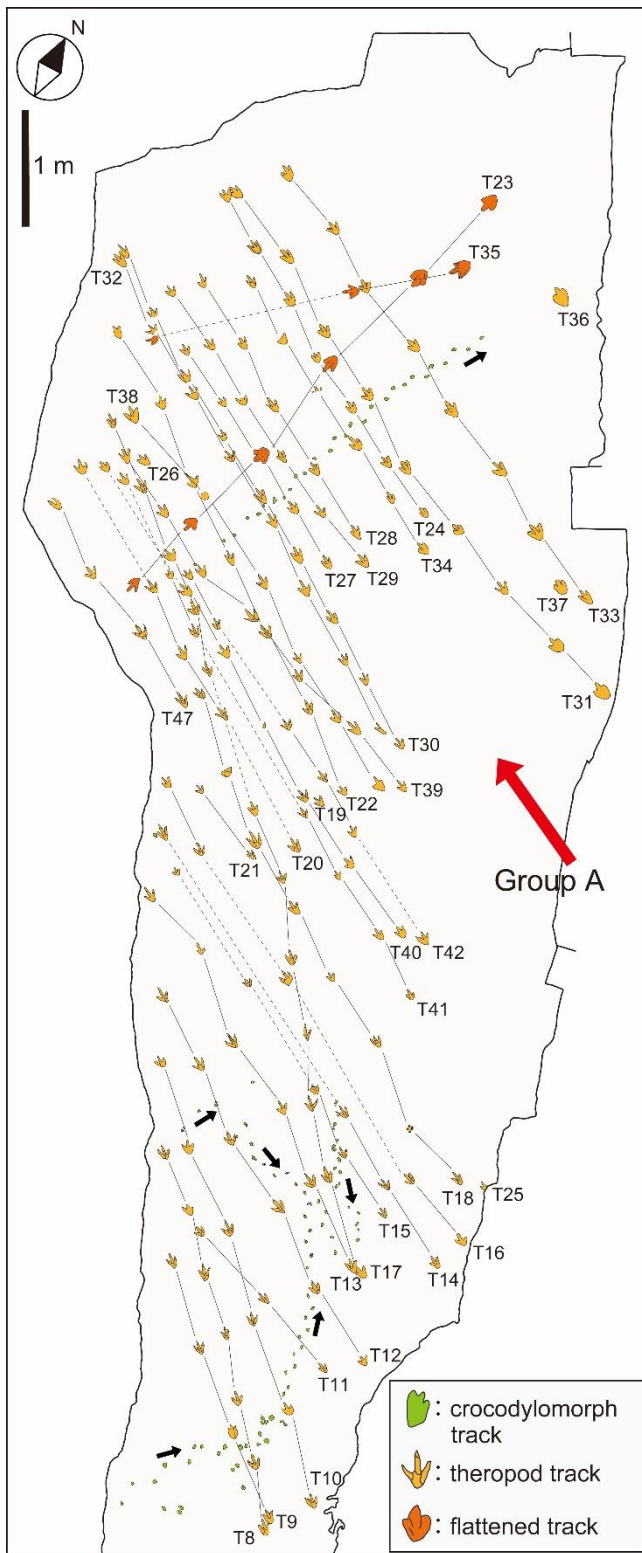 N
1 m
T23
T35
T32
T36
T38
T26
T28
T24
T27
T29
T34
T37
T33
T47
T31
T30
T39
T22
T19
T21
T20
Group A
T40
T42
T41
T18
T25
T15
T16
T13
T17
T14
T12
T11
T10
T9
T8
: crocodylomorph
track
: theropod track
: flattened track